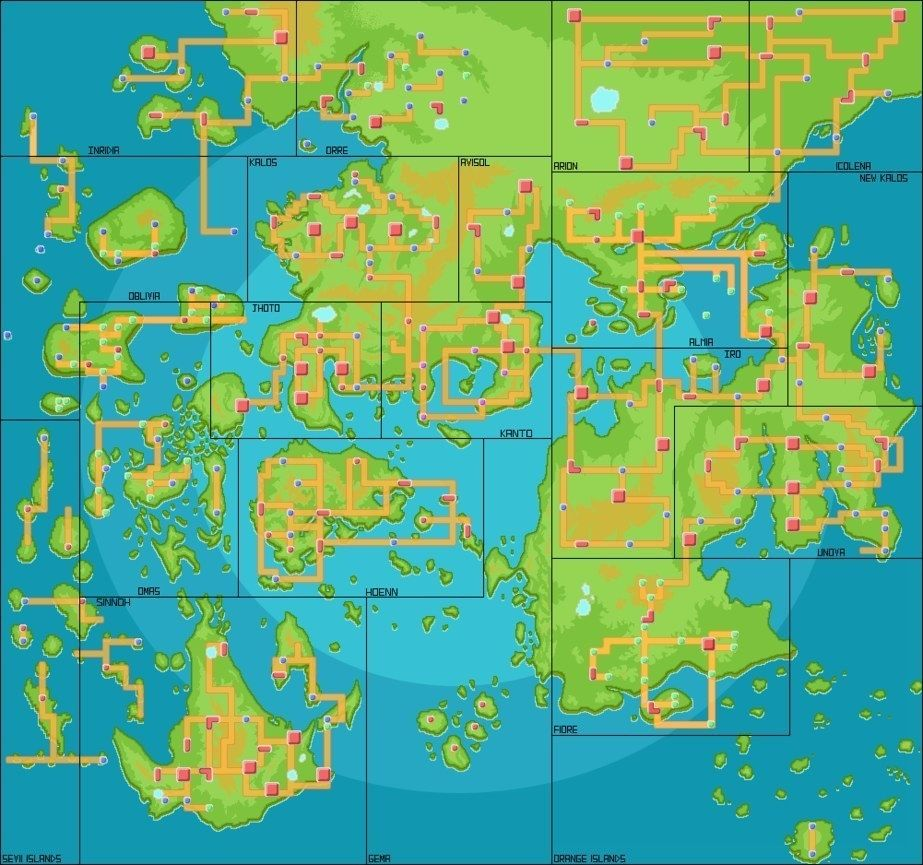 INRIDIA
ORRE
ARION
ICOLENA
KALOS
AVISOL
NEW KALOS
OBLIVIA
JHOTO
ALMIA
IRO
KANTO
UNOVA
OMAS
HOENN
SINNOH
FIORE
SEVII ISLANDS
GEMA
ORANGE ISLANDS